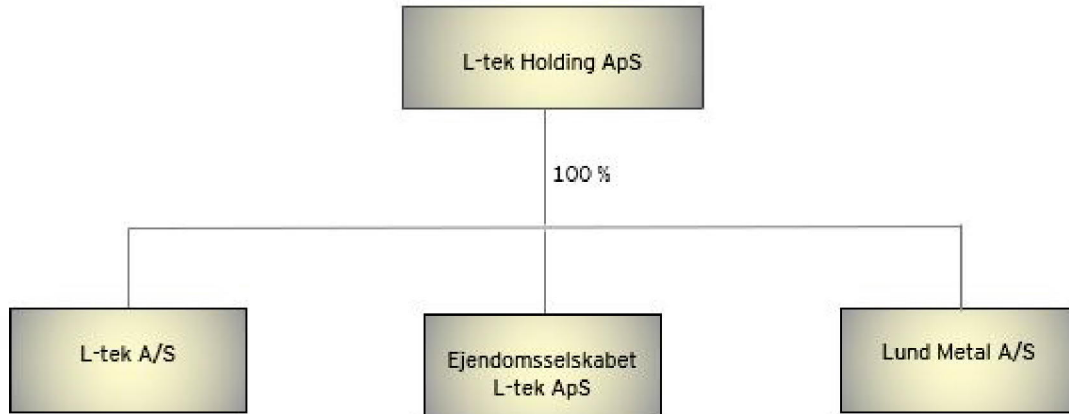 L-tek Holding ApS
100 %
L-tek A/S
Ejendomsselskabet
L-tek ApS
Lund Metal A/S